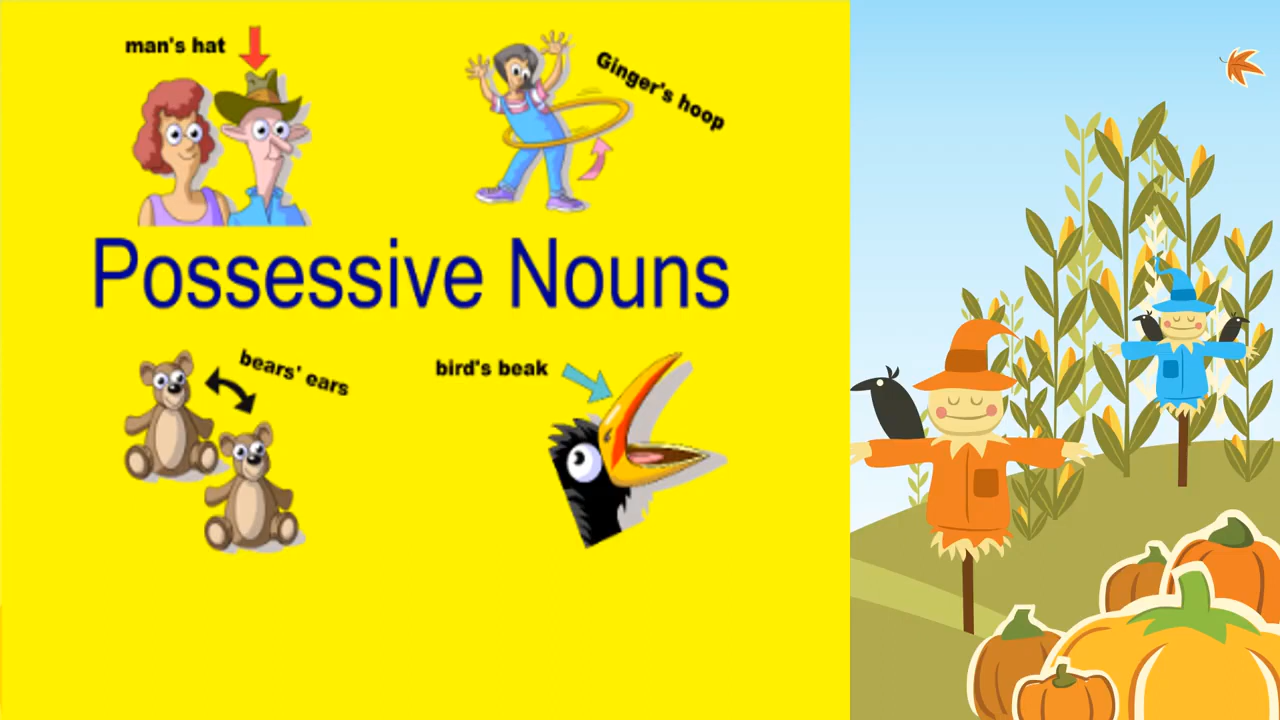 man's hat
Ginger's hoop
Possessive Nouns
bears' ears
bird's beak